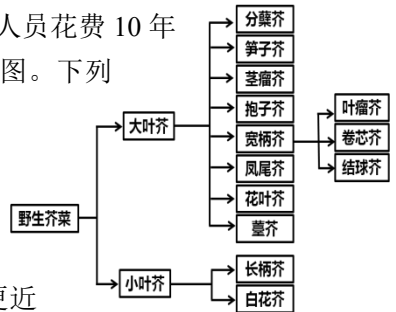 人员花费 10 年
图。下列
更近
野生芥菜
大叶芥
小叶芥
分蘖芥
笋子芥
茎瘤芥
抱子芥
宽柄芥
凤尾芥
花叶芥
薹芥
长柄芥
白花芥
叶瘤芥
卷芯芥
结球芥